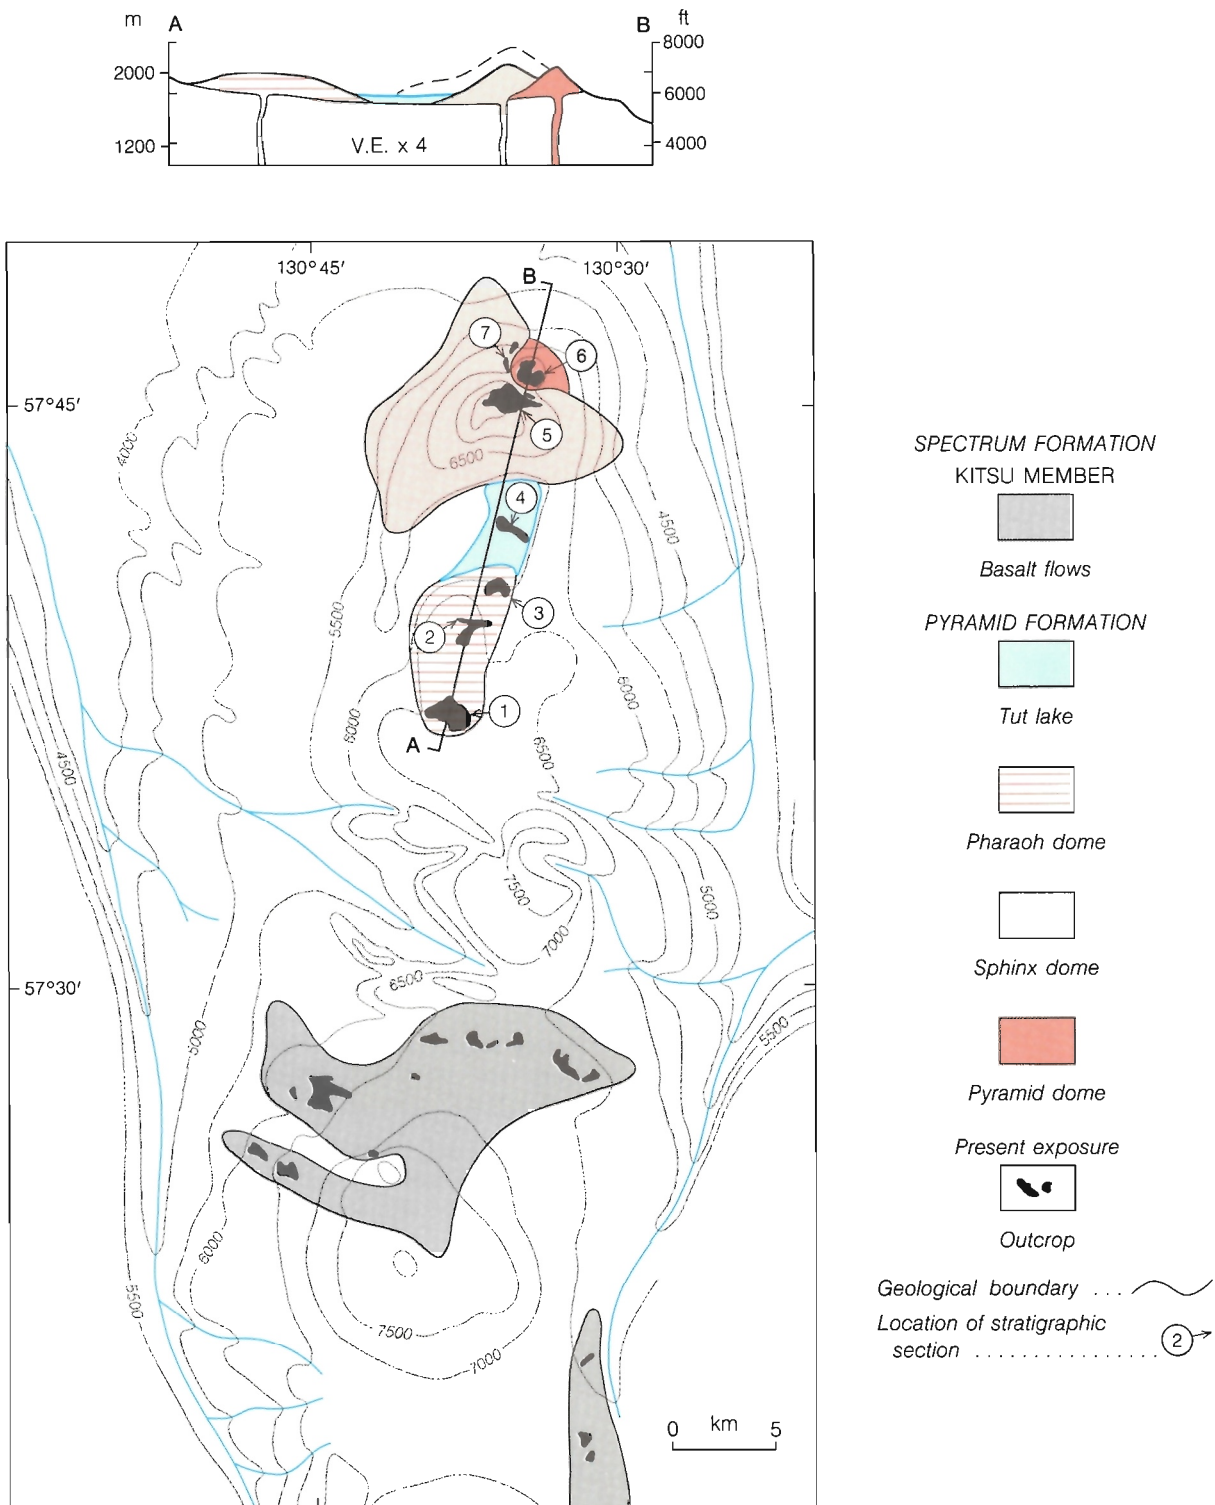 m A B ft
8000
2000 6000
1200 V.E. x 4 4000
130°45′ 130°30′
B
7
6
57°45′
4000
5
6500
4
4500
5500
3
2
6000
1
6000
A
6500
4500
7500
5000
7000
6500
57°30′
5000
5500
6000
5500
7500
7000
0 km 5
SPECTRUM FORMATION
KITSU MEMBER
Basalt flows
PYRAMID FORMATION
Tut lake
Pharaoh dome
Sphinx dome
Pyramid dome
Present exposure
Outcrop
Geological boundary . . .
Location of stratigraphic
section . . . . . . . . . . . . . . . . . 2